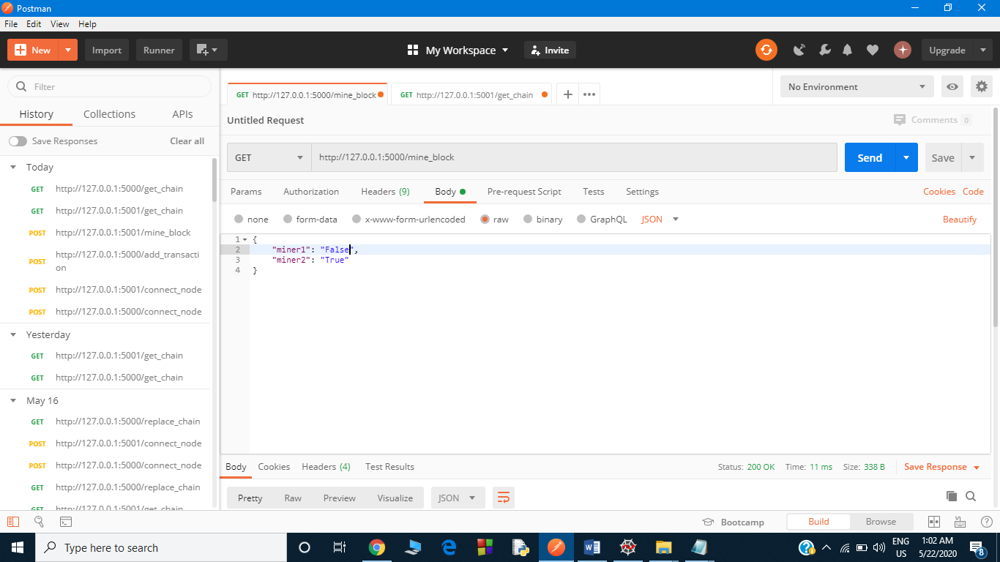 Postman
File Edit View Help
New Import Runner My Workspace Invite Upgrade
Filter
History Collections APIs
Save Responses Clear all
Today
GET http://127.0.0.1:5000/get_chain
GET http://127.0.0.1:5001/get_chain
POST http://127.0.0.1:5001/mine_block
POST http://127.0.0.1:5000/add_transacti
on
POST http://127.0.0.1:5001/connect_node
POST http://127.0.0.1:5000/connect_node
Yesterday
GET http://127.0.0.1:5001/get_chain
GET http://127.0.0.1:5000/get_chain
May 16
GET http://127.0.0.1:5000/replace_chain
POST http://127.0.0.1:5001/connect_node
POST http://127.0.0.1:5000/connect_node
GET http://127.0.0.1:5000/replace_chain
GET http://127.0.0.1:5001/get_chain
GET http://127.0.0.1:5000/mine_block GET http://127.0.0.1:5001/get_chain
No Environment
Untitled Request Comments 0
GET http://127.0.0.1:5000/mine_block Send Save
Params Authorization Headers (9) Body Pre-request Script Tests Settings Cookies Code
none form-data x-www-form-urlencoded raw binary GraphQL JSON Beautify
1 {
2 "miner1": "False",
3 "miner2": "True"
4 }
Body Cookies Headers (4) Test Results Status: 200 OK Time: 11 ms Size: 338 B Save Response
Pretty Raw Preview Visualize JSON
Bootcamp Build Browse
Type here to search
ENG
US
1:02 AM
5/22/2020
8